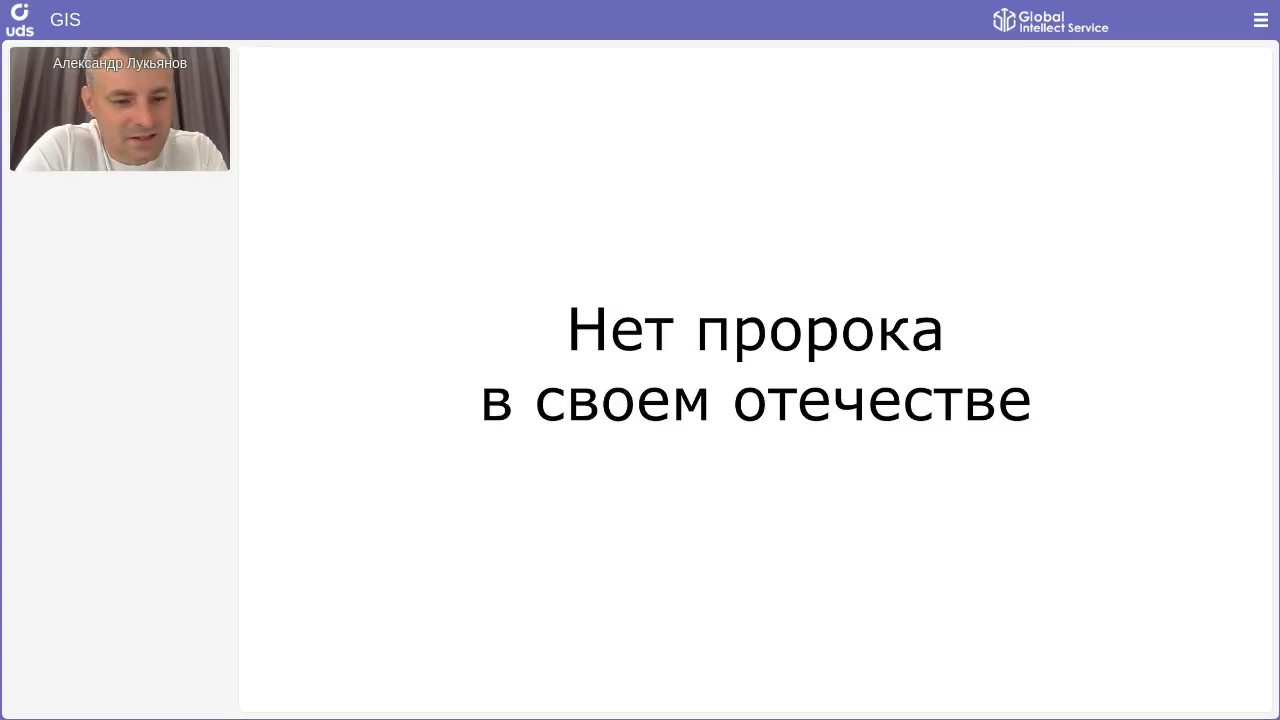 uds
GIS
Global
Intellect Service
Александр Лукьянов
Нет пророка
в своем отечестве